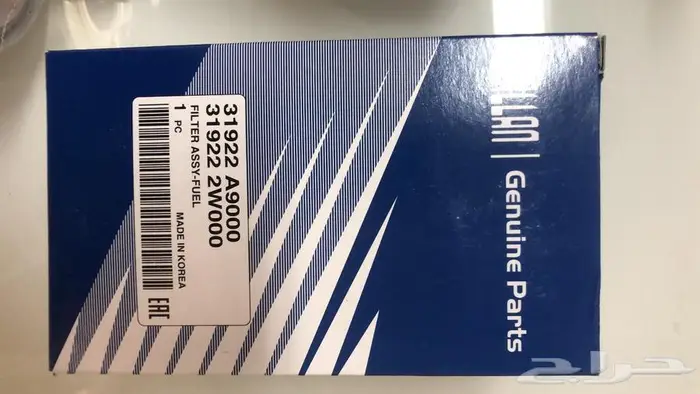 Genuine Parts
31922 A9000
31922 2W000
FILTER ASSY-FUEL
1 PC
MADE IN KOREA
EAC
حراج